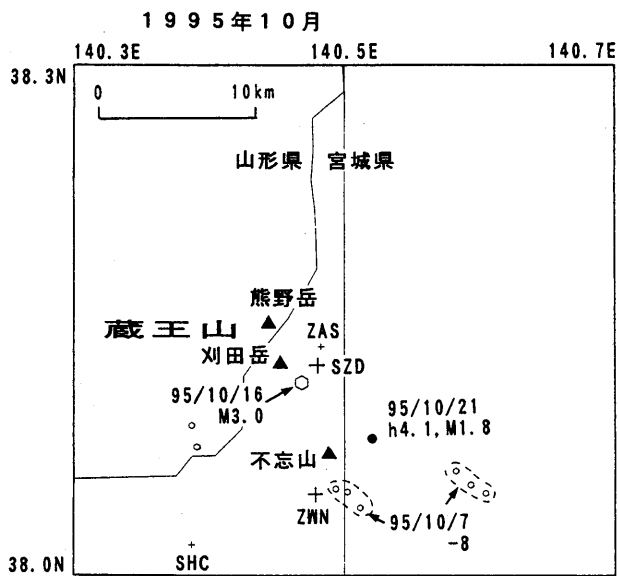 1995年10月
140.3E 140.5E 140.7E
38.3N
0 10km
山形県 宮城県
熊野岳
蔵王山
ZAS
刈田岳
SZD
95/10/16
M3.0
95/10/21
h4.1,M1.8
不忘山
ZWN
95/10/7
-8
38.0N
SHC